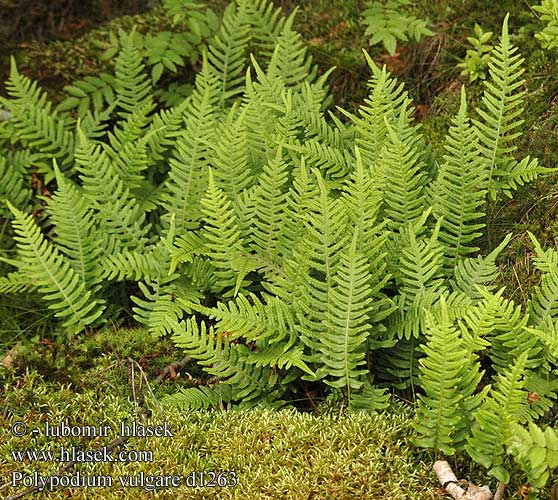 © - lubomir hlasek
www.hlasek.com
Polypodium vulgare d1263